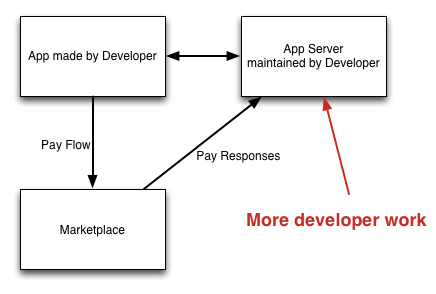 App made by Developer
App Server
maintained by Developer
Pay Flow
Pay Responses
Marketplace
More developer work